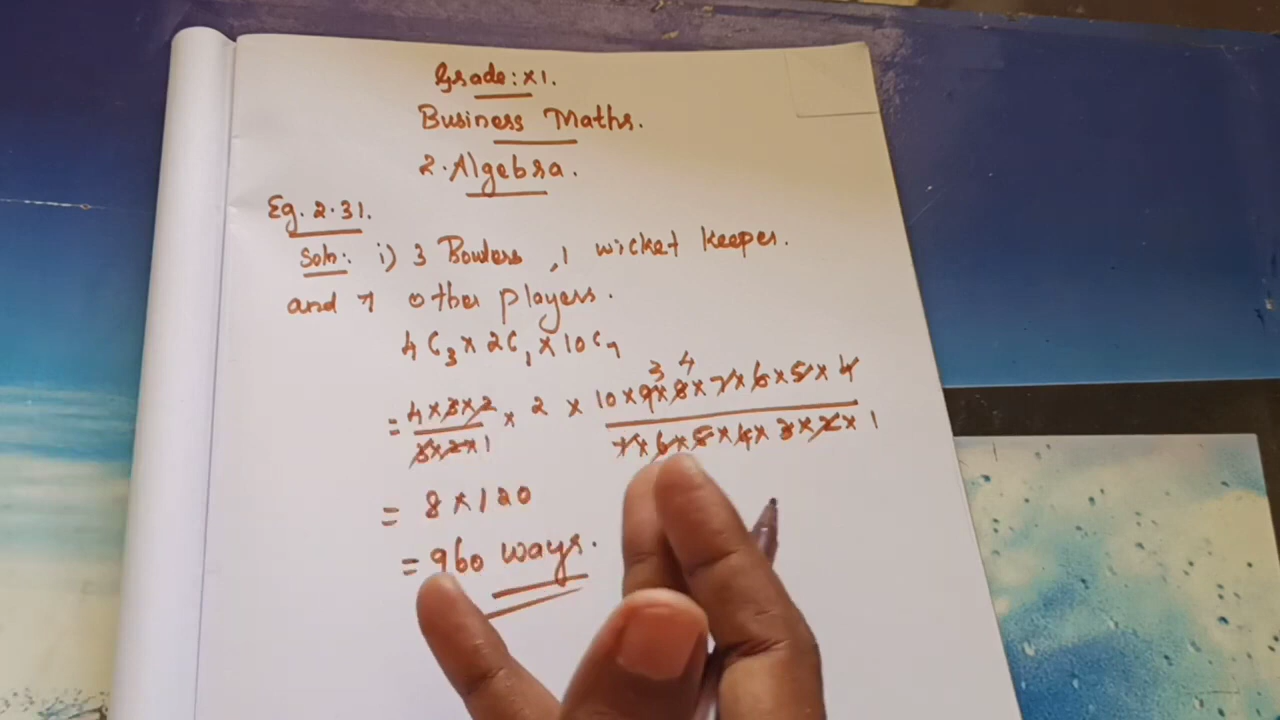 Grade: XI.
Business Maths.
2. Algebra.
Eg. 2.31.
Soln: i) 3 Bowlers, 1 wicket keeper.
and 7 other players.
4C₃ × 2C₁ × 10C₇
3 4
= 4×3×2 / 3×2×1 × 2 × 10×9×8×7×6×5×4 / 7×6×5×4×3×2×1
= 8 × 120
= 960 ways.